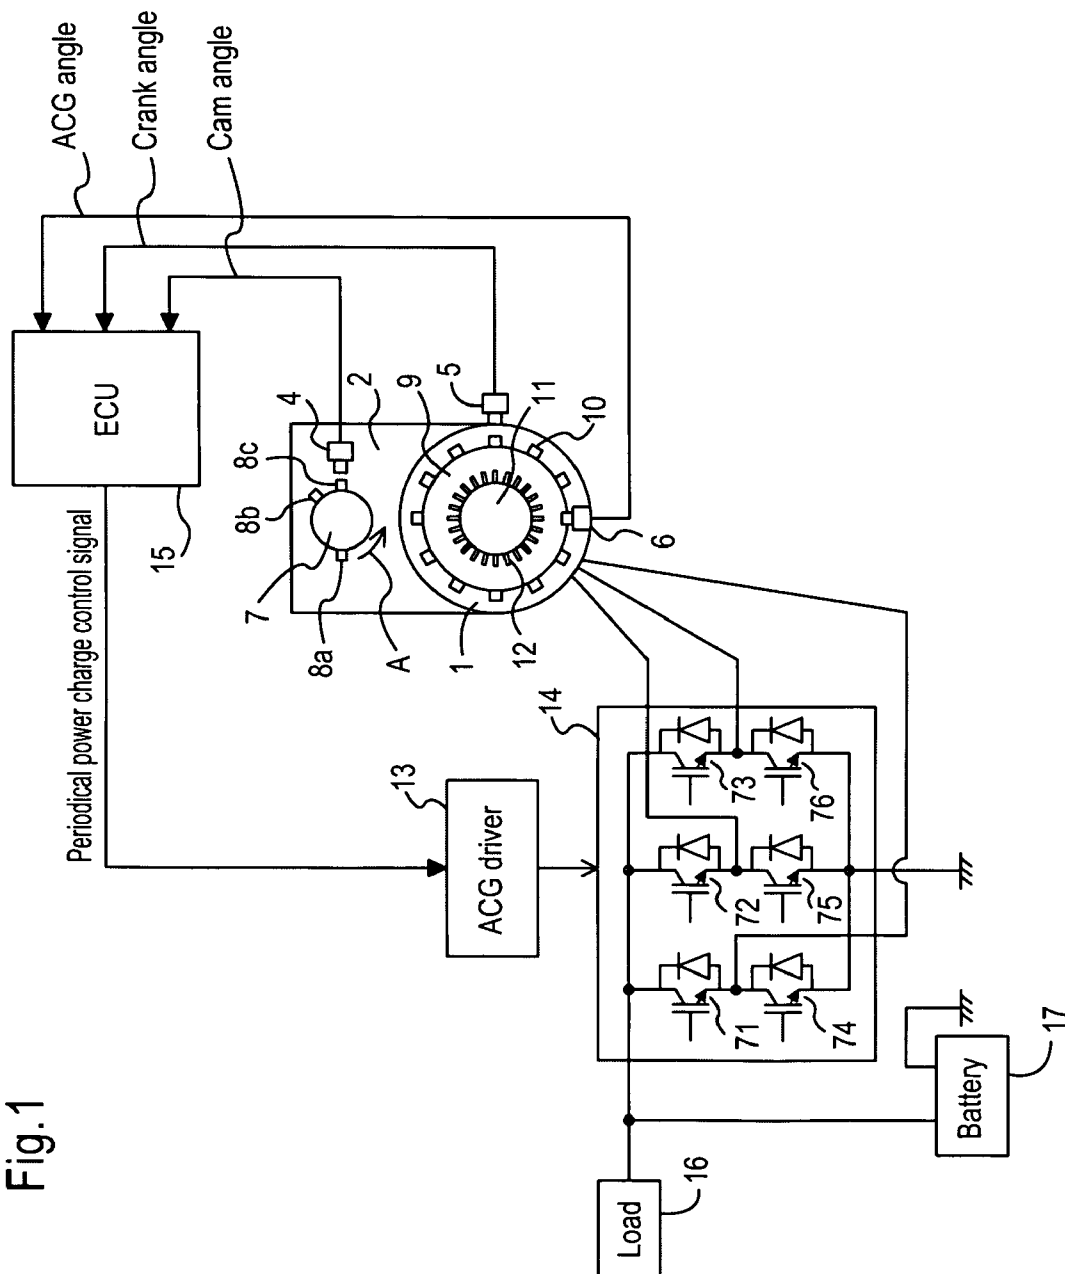 Fig.1
ACG angle
Crank angle
Cam angle
ECU
15
Periodical power charge control signal
13
ACG driver
14
4
2
5
9
11
10
8c
8b
7
8a
A
1
12
6
71
72
73
74
75
76
Load
16
Battery
17